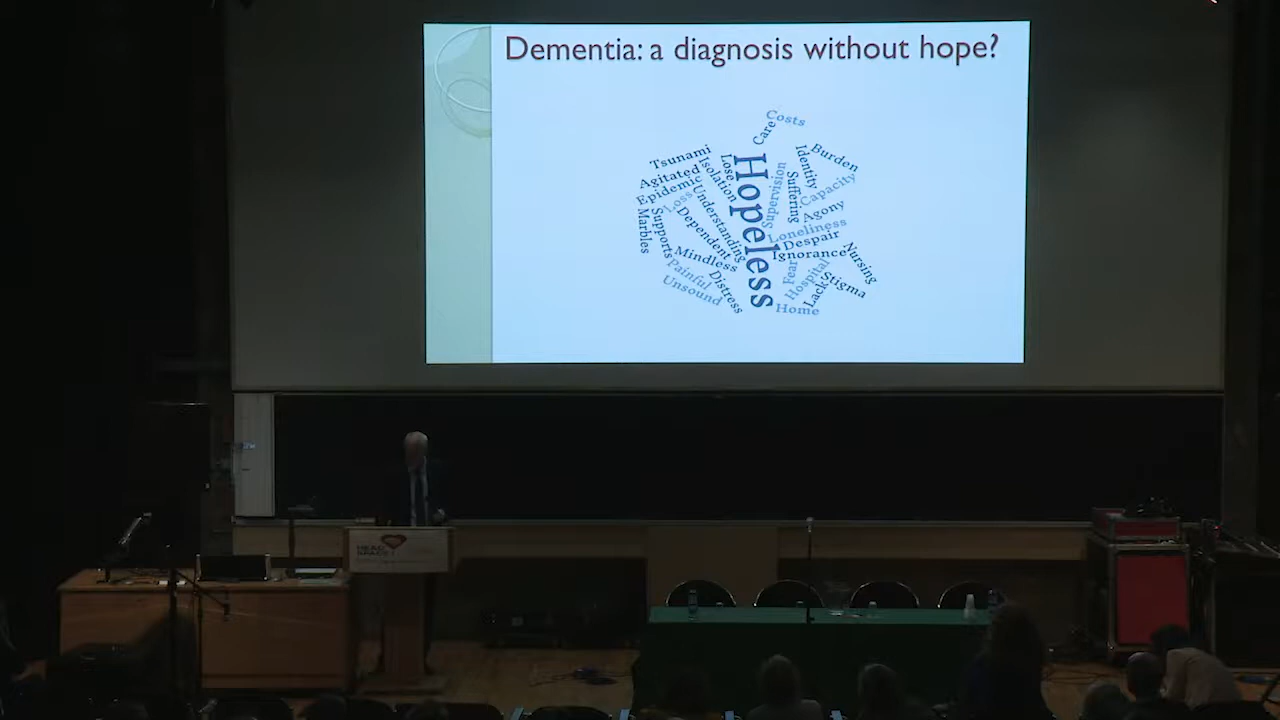 Dementia: a diagnosis without hope?
Costs
Care
Tsunami
Agitated
Epidemic
Loss
Isolation
Lose
Hopeless
Supervision
Identity
Burden
Suffering
Capacity
Agony
Loneliness
Despair
Ignorance
Marbles
Supports
Dependent
Understanding
Mindless
Painful
Unsound
Distress
Fear
Hospital
Lack
Stigma
Nursing
Home